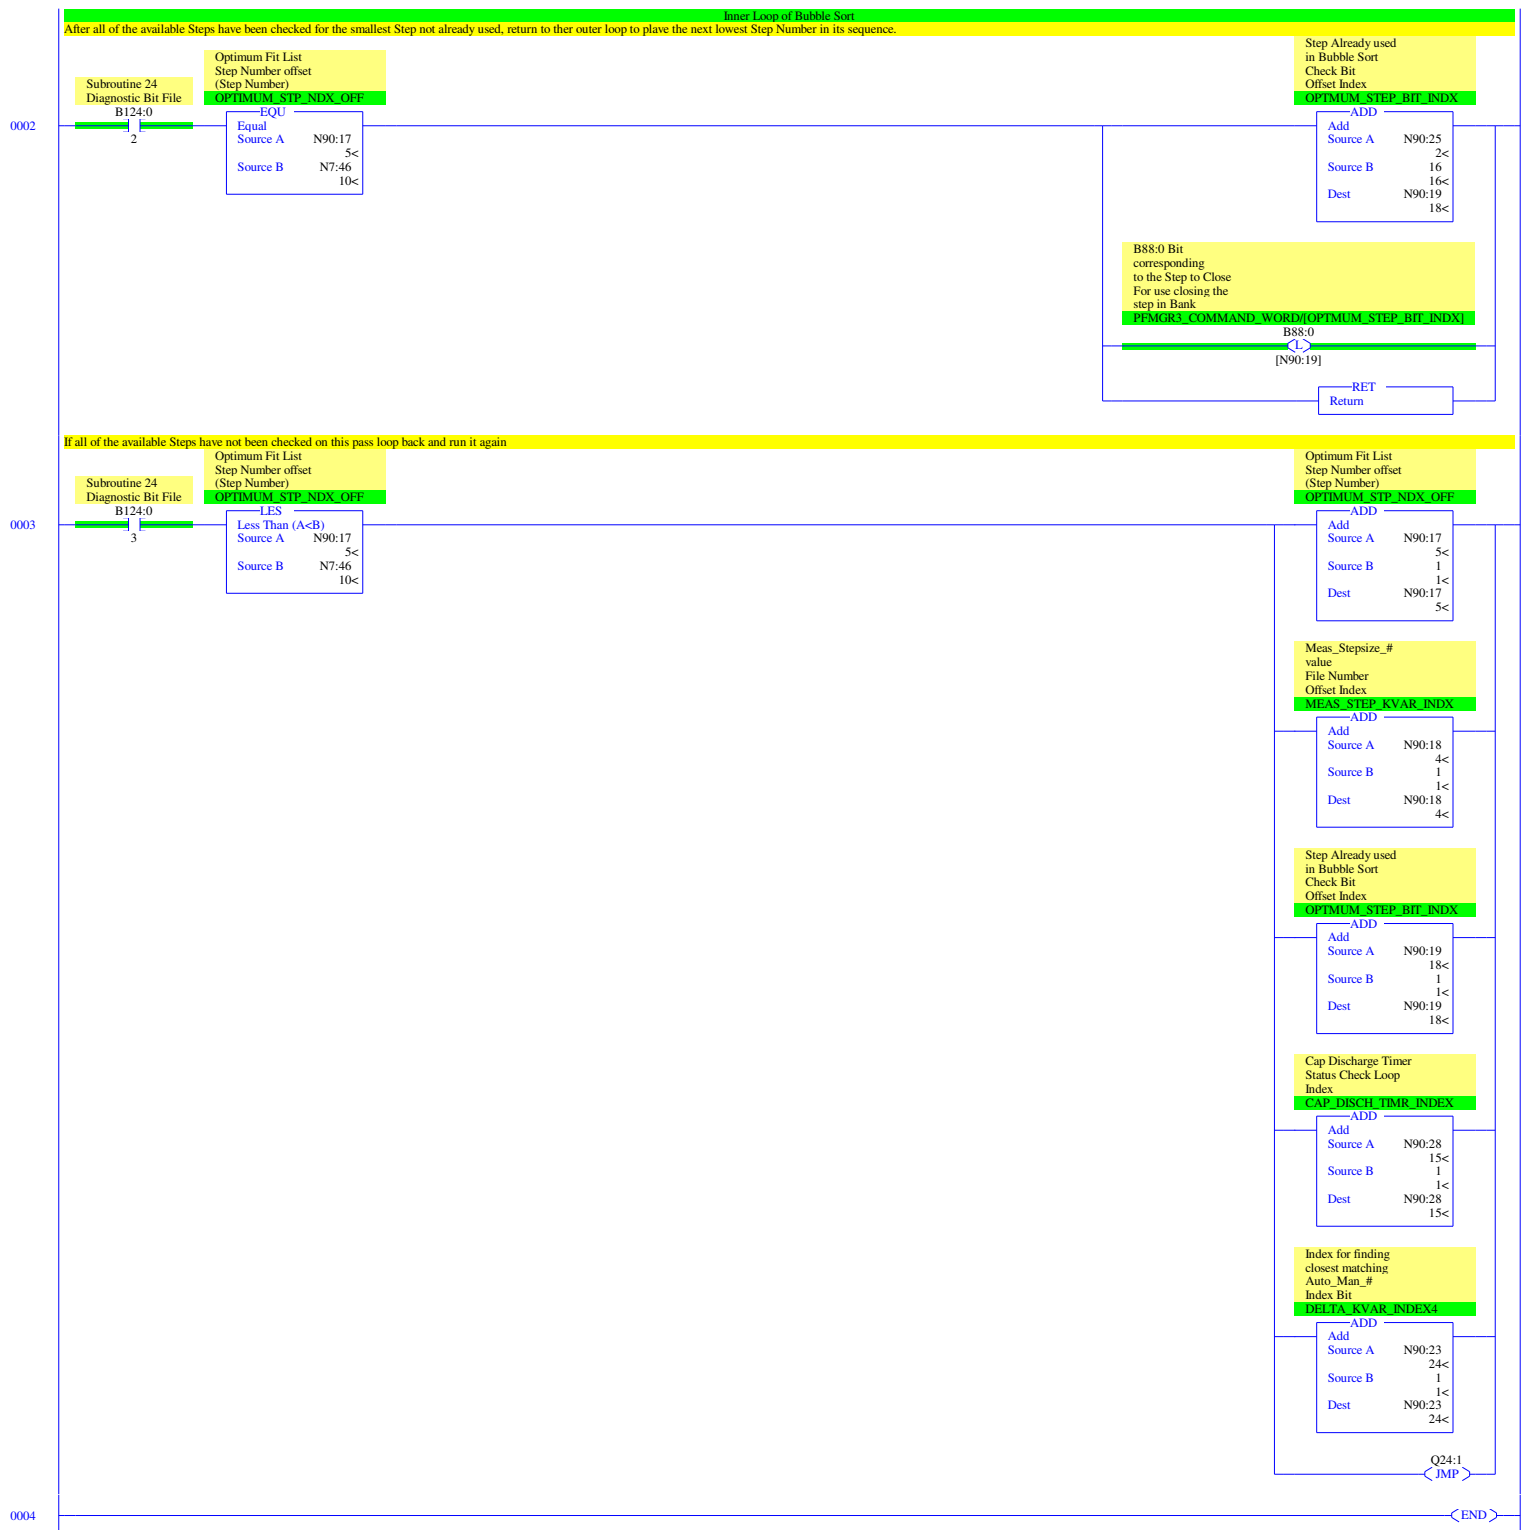 Inner Loop of Bubble Sort
After all of the available Steps have been checked for the smallest Step not already used, return to ther outer loop to plave the next lowest Step Number in its sequence.
Subroutine 24
Diagnostic Bit File
B124:0
2
Optimum Fit List
Step Number offset
(Step Number)
OPTIMUM_STP_NDX_OFF
EQU
Equal
Source A N90:17
5<
Source B N7:46
10<
Step Already used
in Bubble Sort
Check Bit
Offset Index
OPTMUM_STEP_BIT_INDX
ADD
Add
Source A N90:25
2<
Source B 16
16<
Dest N90:19
18<
0002
B88:0 Bit
corresponding
to the Step to Close
For use closing the
step in Bank
PFMGR3_COMMAND_WORD/[OPTMUM_STEP_BIT_INDX]
B88:0
L
[N90:19]
RET
Return
If all of the available Steps have not been checked on this pass loop back and run it again
Subroutine 24
Diagnostic Bit File
B124:0
3
Optimum Fit List
Step Number offset
(Step Number)
OPTIMUM_STP_NDX_OFF
LES
Less Than (A<B)
Source A N90:17
5<
Source B N7:46
10<
Optimum Fit List
Step Number offset
(Step Number)
OPTIMUM_STP_NDX_OFF
ADD
Add
Source A N90:17
5<
Source B 1
1<
Dest N90:17
5<
0003
Meas_Stepsize_#
value
File Number
Offset Index
MEAS_STEP_KVAR_INDX
ADD
Add
Source A N90:18
4<
Source B 1
1<
Dest N90:18
4<
Step Already used
in Bubble Sort
Check Bit
Offset Index
OPTMUM_STEP_BIT_INDX
ADD
Add
Source A N90:19
18<
Source B 1
1<
Dest N90:19
18<
Cap Discharge Timer
Status Check Loop
Index
CAP_DISCH_TIMR_INDEX
ADD
Add
Source A N90:28
15<
Source B 1
1<
Dest N90:28
15<
Index for finding
closest matching
Auto_Man_#
Index Bit
DELTA_KVAR_INDEX4
ADD
Add
Source A N90:23
24<
Source B 1
1<
Dest N90:23
24<
Q24:1
JMP
0004
END